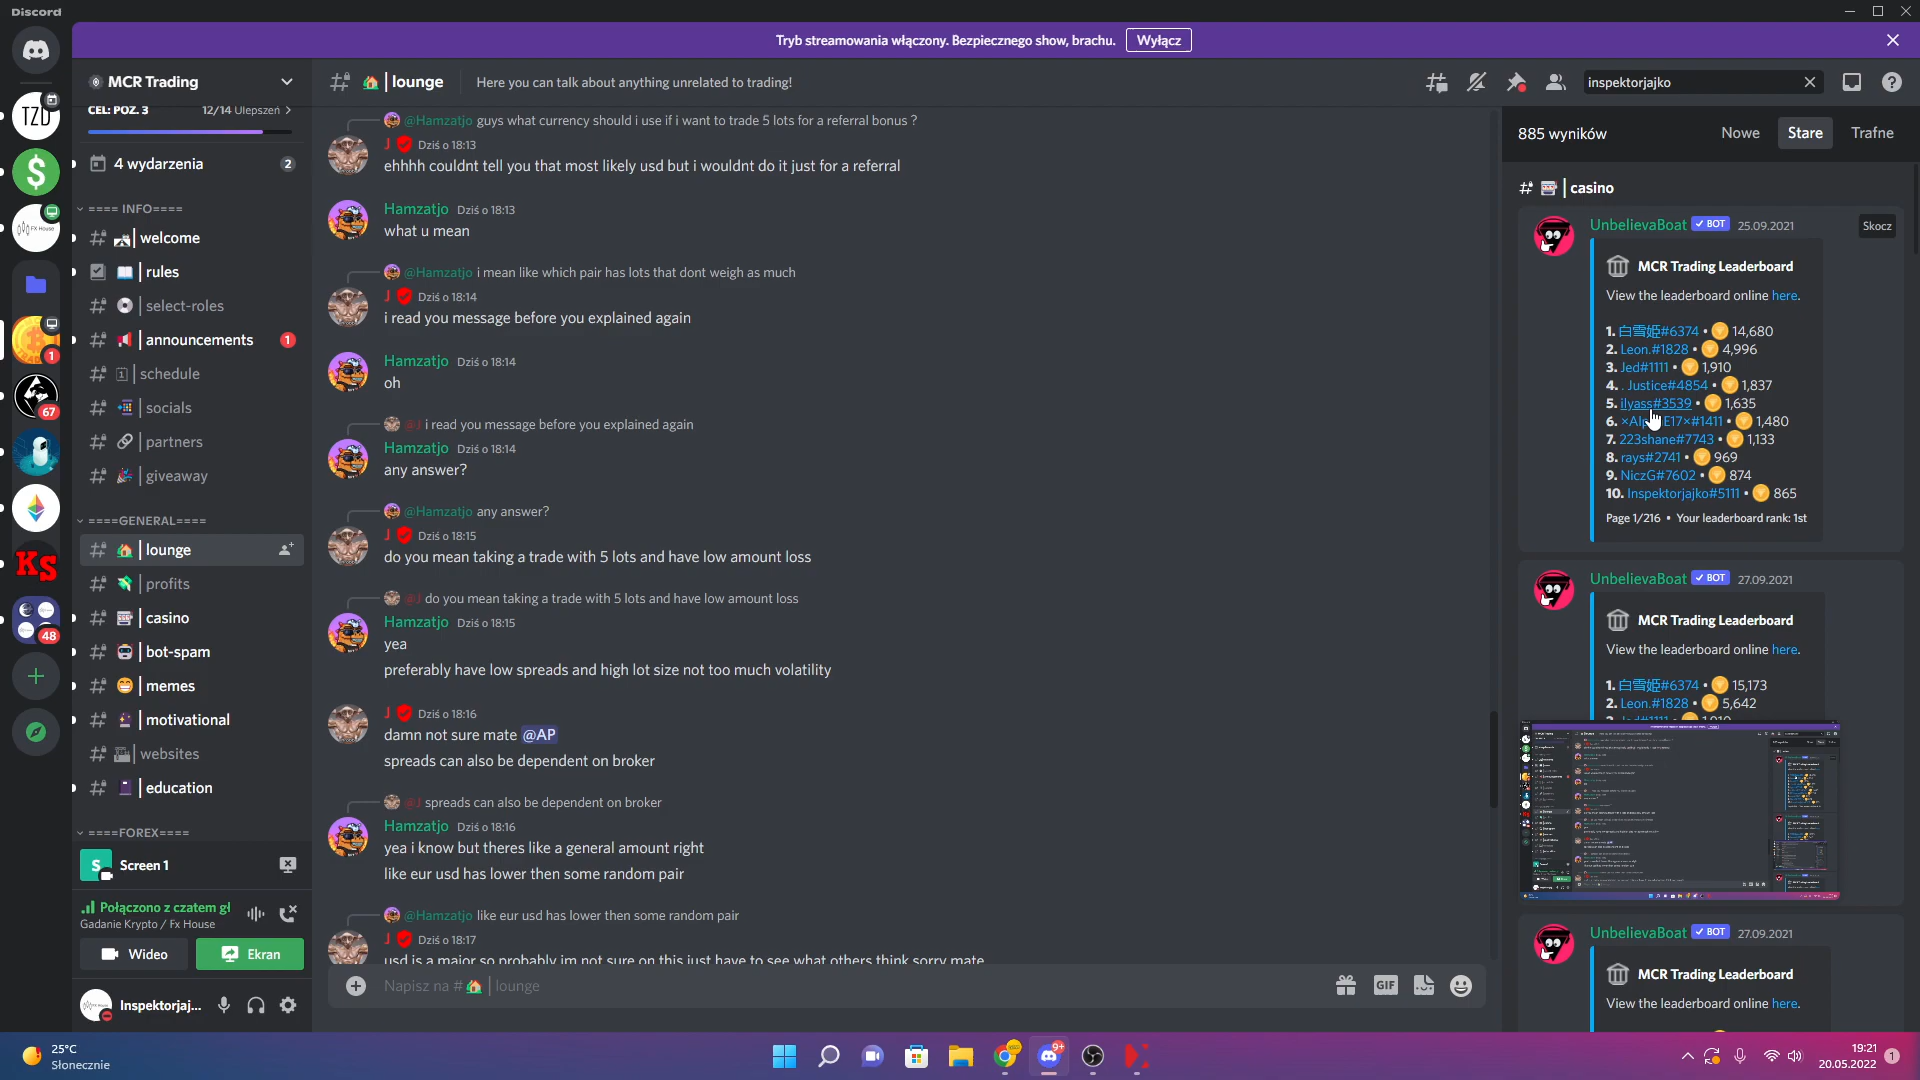 Discord
Tryb streamowania włączony. Bezpiecznego show, brachu.
Wyłącz
MCR Trading
CEL: POZ. 3
12/14 Ulepszeń
4 wydarzenia
2
==== INFO====
welcome
rules
select-roles
announcements
1
schedule
socials
partners
giveaway
====GENERAL====
lounge
profits
casino
bot-spam
memes
motivational
websites
education
====FOREX====
S
Screen 1
Połączono z czatem gł
Gadanie Krypto / Fx House
Wideo
Ekran
Inspektorjaj...
TZD
$
FX House
1
67
KS
48
lounge
Here you can talk about anything unrelated to trading!
inspektorjajko
@Hamzatjo guys what currency should i use if i want to trade 5 lots for a referral bonus ?
J Dziś o 18:13
ehhhh couldnt tell you that most likely usd but i wouldnt do it just for a referral
Hamzatjo Dziś o 18:13
what u mean
@Hamzatjo i mean like which pair has lots that dont weigh as much
J Dziś o 18:14
i read you message before you explained again
Hamzatjo Dziś o 18:14
oh
@J i read you message before you explained again
Hamzatjo Dziś o 18:14
any answer?
@Hamzatjo any answer?
J Dziś o 18:15
do you mean taking a trade with 5 lots and have low amount loss
@J do you mean taking a trade with 5 lots and have low amount loss
Hamzatjo Dziś o 18:15
yea
preferably have low spreads and high lot size not too much volatility
J Dziś o 18:16
damn not sure mate @AP
spreads can also be dependent on broker
@J spreads can also be dependent on broker
Hamzatjo Dziś o 18:16
yea i know but theres like a general amount right
like eur usd has lower then some random pair
@Hamzatjo like eur usd has lower then some random pair
J Dziś o 18:17
usd is a major so probably im not sure on this just have to see what others think sorry mate
Napisz na # | lounge
GIF
885 wyników
Nowe
Stare
Trafne
casino
UnbelievaBoat BOT 25.09.2021
Skocz
MCR Trading Leaderboard
View the leaderboard online here.
1. 白雪姫#6374 • 14,680
2. Leon.#1828 • 4,996
3. Jed#1111 • 1,910
4. . Justice#4854 • 1,837
5. ilyass#3539 • 1,635
6. ×Alp E17×#1411 • 1,480
7. 223shane#7743 • 1,133
8. rays#2741 • 969
9. NiczG#7602 • 874
10. Inspektorjajko#5111 • 865
Page 1/216 • Your leaderboard rank: 1st
UnbelievaBoat BOT 27.09.2021
MCR Trading Leaderboard
View the leaderboard online here.
1. 白雪姫#6374 • 15,173
2. Leon.#1828 • 5,642
UnbelievaBoat BOT 27.09.2021
MCR Trading Leaderboard
View the leaderboard online here.
25°C
Słonecznie
9+
19:21
20.05.2022
1